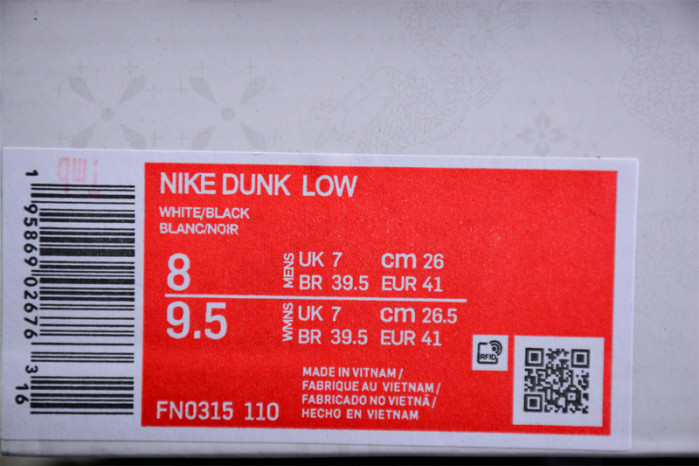 NIKE DUNK LOW
WHITE/BLACK
BLANC/NOIR
8 MENS UK 7 cm 26
BR 39.5 EUR 41
9.5 WMNS UK 7 cm 26.5
BR 39.5 EUR 41
RFID
MADE IN VITNAM/
FABRIQUE AU VIETNAM/
FABRICADO NO VIETNÃ/
HECHO EN VIETNAM
FN0315 110
1 95869 02676 3 16